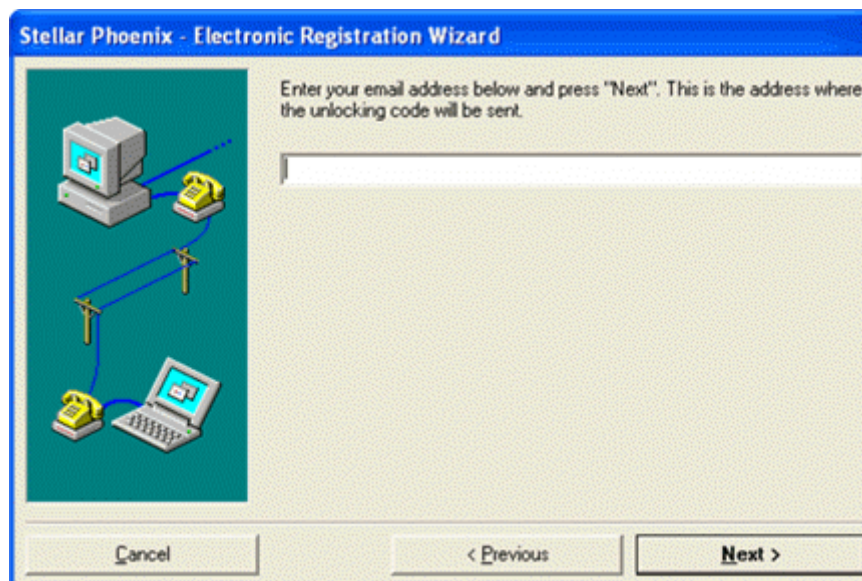 Stellar Phoenix - Electronic Registration Wizard
Enter your email address below and press "Next". This is the address where
the unlocking code will be sent.
Cancel
< Previous
Next >